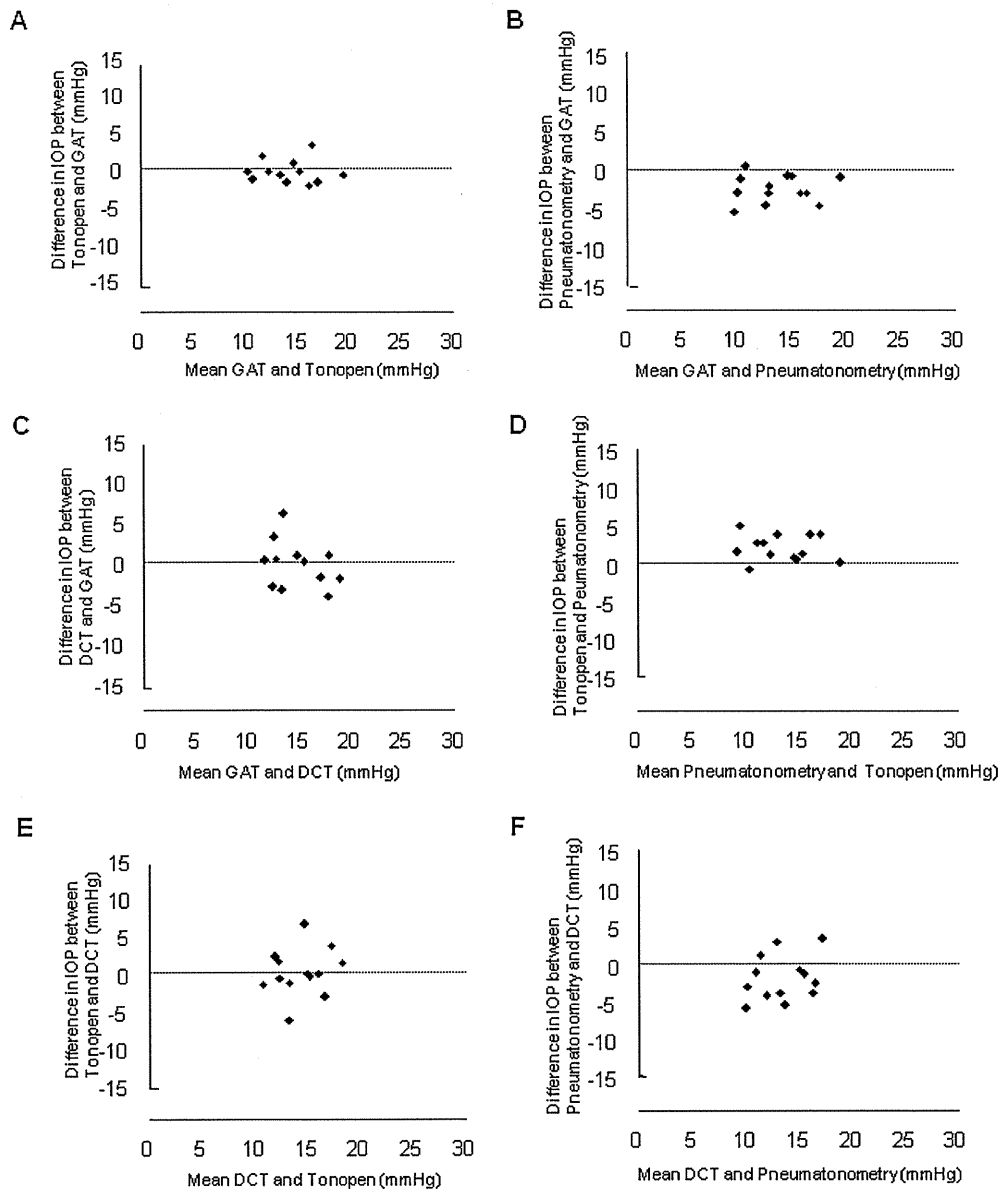 A
Difference in IOP between
Tonopen and GAT (mmHg)
15
10
5
0
-5
-10
-15
0 5 10 15 20 25 30
Mean GAT and Tonopen (mmHg)
B
Difference in IOP beween
Pneumatonometry and GAT (mmHg)
15
10
5
0
-5
-10
-15
0 5 10 15 20 25 30
Mean GAT and Pneumatonometry (mmHg)
C
Difference in IOP between
DCT and GAT (mmHg)
15
10
5
0
-5
-10
-15
0 5 10 15 20 25 30
Mean GAT and DCT (mmHg)
D
Difference in IOP between
Tonopen and Peumatonometry (mmHg)
15
10
5
0
-5
-10
-15
0 5 10 15 20 25 30
Mean Pneumatonometry and Tonopen (mmHg)
E
Difference in IOP between
Tonopen and DCT (mmHg)
15
10
5
0
-5
-10
-15
0 5 10 15 20 25 30
Mean DCT and Tonopen (mmHg)
F
Difference in IOP between
Pneumatonometry and DCT (mmHg)
15
10
5
0
-5
-10
-15
0 5 10 15 20 25 30
Mean DCT and Pneumatonometry (mmHg)